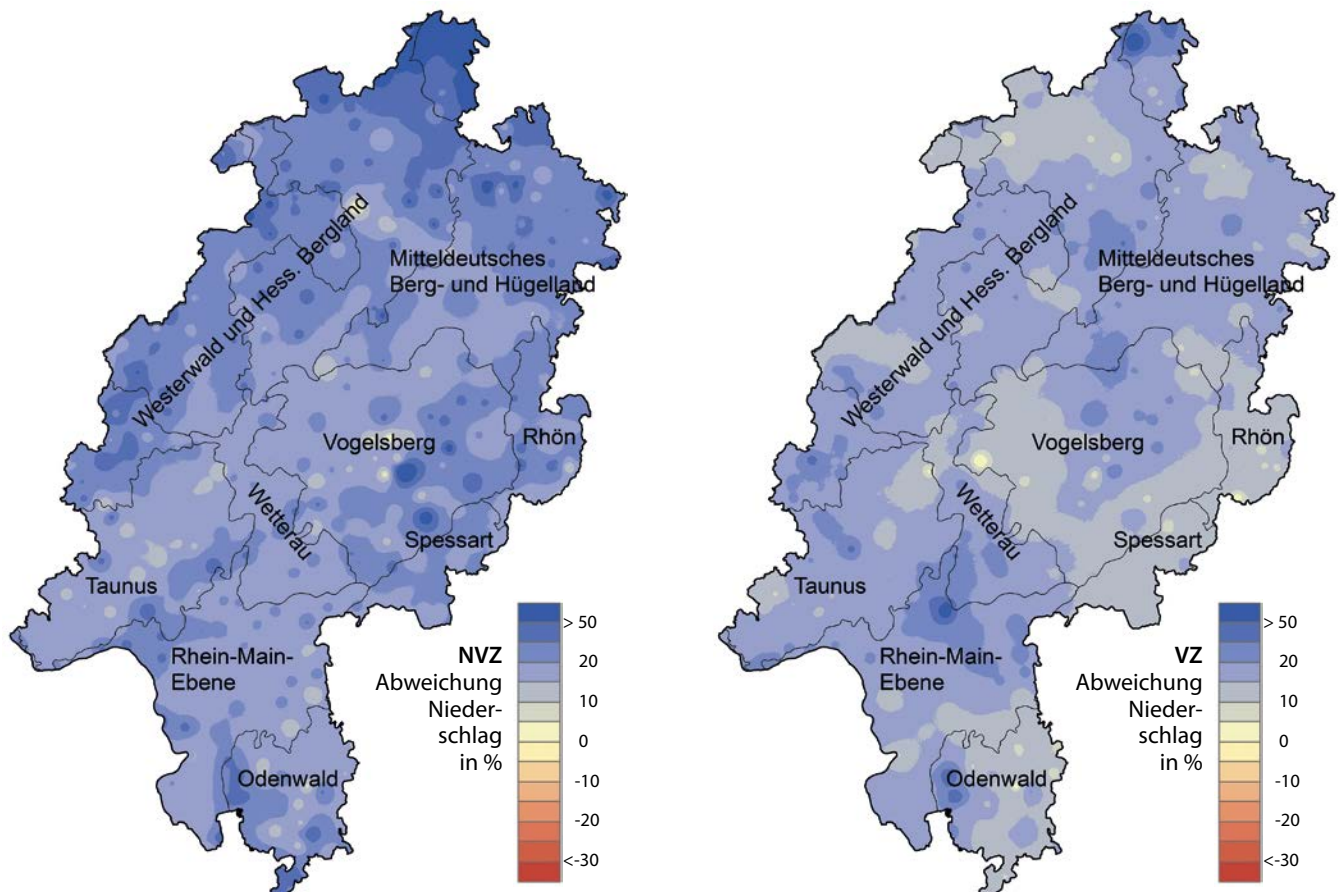 Westerwald und Hess. Bergland
Mitteldeutsches
Berg- und Hügelland
Vogelsberg
Rhön
Wetterau
Spessart
Taunus
Rhein-Main-
Ebene
Odenwald
NVZ
Abweichung
Nieder-
schlag
in %
> 50
20
10
0
-10
-20
<-30
Westerwald und Hess. Bergland
Mitteldeutsches
Berg- und Hügelland
Vogelsberg
Rhön
Wetterau
Spessart
Taunus
Rhein-Main-
Ebene
Odenwald
VZ
Abweichung
Nieder-
schlag
in %
> 50
20
10
0
-10
-20
<-30